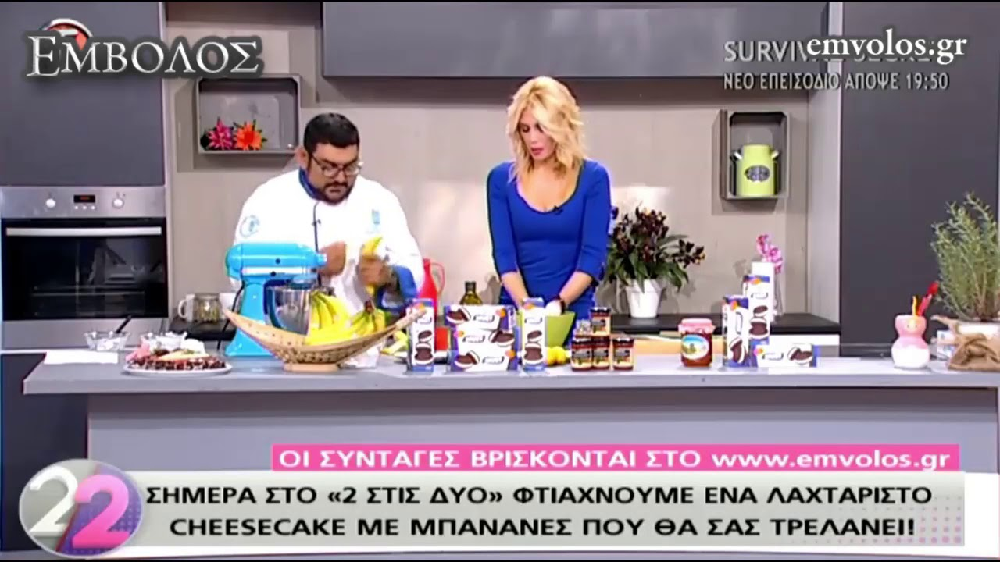 ΕΜΒΟΛΟΣ
emvolos.gr
SURVIVAL
ΝΕΟ ΕΠΕΙΣΟΔΙΟ ΑΠΟΨΕ 19:50
ΟΙ ΣΥΝΤΑΓΕΣ ΒΡΙΣΚΟΝΤΑΙ ΣΤΟ www.emvolos.gr
22
ΣΗΜΕΡΑ ΣΤΟ «2 ΣΤΙΣ ΔΥΟ» ΦΤΙΑΧΝΟΥΜΕ ΕΝΑ ΛΑΧΤΑΡΙΣΤΟ
CHEESECAKE ΜΕ ΜΠΑΝΑΝΕΣ ΠΟΥ ΘΑ ΣΑΣ ΤΡΕΛΑΝΕΙ!